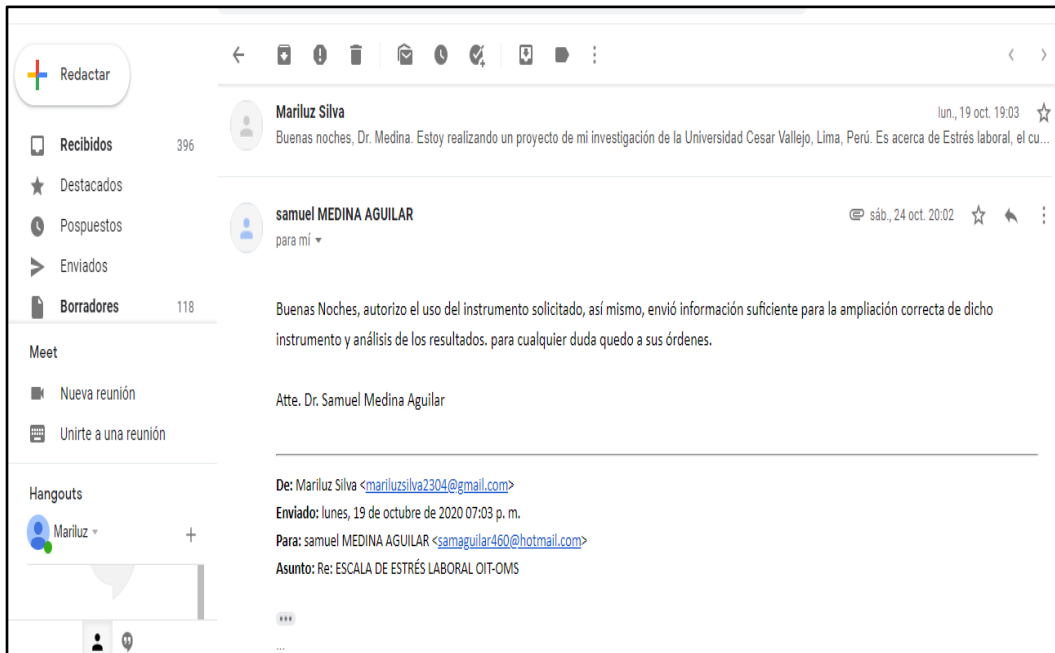 Redactar
Recibidos 396
Destacados
Pospuestos
Enviados
Borradores 118
Meet
Nueva reunión
Unirte a una reunión
Hangouts
Mariluz
Mariluz Silva lun., 19 oct. 19:03
Buenas noches, Dr. Medina. Estoy realizando un proyecto de mi investigación de la Universidad Cesar Vallejo, Lima, Perú. Es acerca de Estrés laboral, el cu...
samuel MEDINA AGUILAR sáb., 24 oct. 20:02
para mí
Buenas Noches, autorizo el uso del instrumento solicitado, así mismo, envió información suficiente para la ampliación correcta de dicho
instrumento y análisis de los resultados. para cualquier duda quedo a sus órdenes.
Atte. Dr. Samuel Medina Aguilar
De: Mariluz Silva <mariluzsilva2304@gmail.com>
Enviado: lunes, 19 de octubre de 2020 07:03 p. m.
Para: samuel MEDINA AGUILAR <samaguilar460@hotmail.com>
Asunto: Re: ESCALA DE ESTRÉS LABORAL OIT-OMS
...